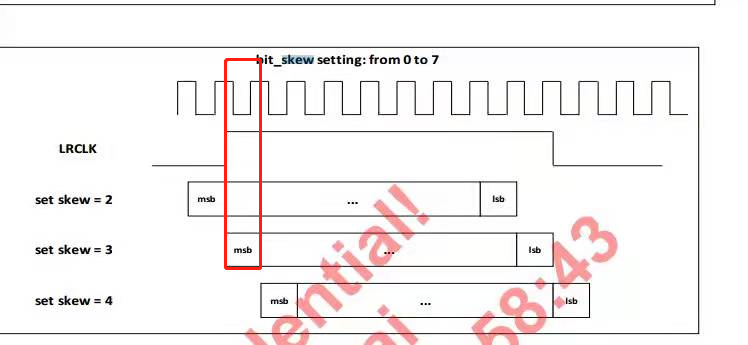 bit_skew setting: from 0 to 7
LRCLK
set skew = 2
msb
...
lsb
set skew = 3
msb
...
lsb
set skew = 4
msb
...
lsb
dential!
ai
58:43